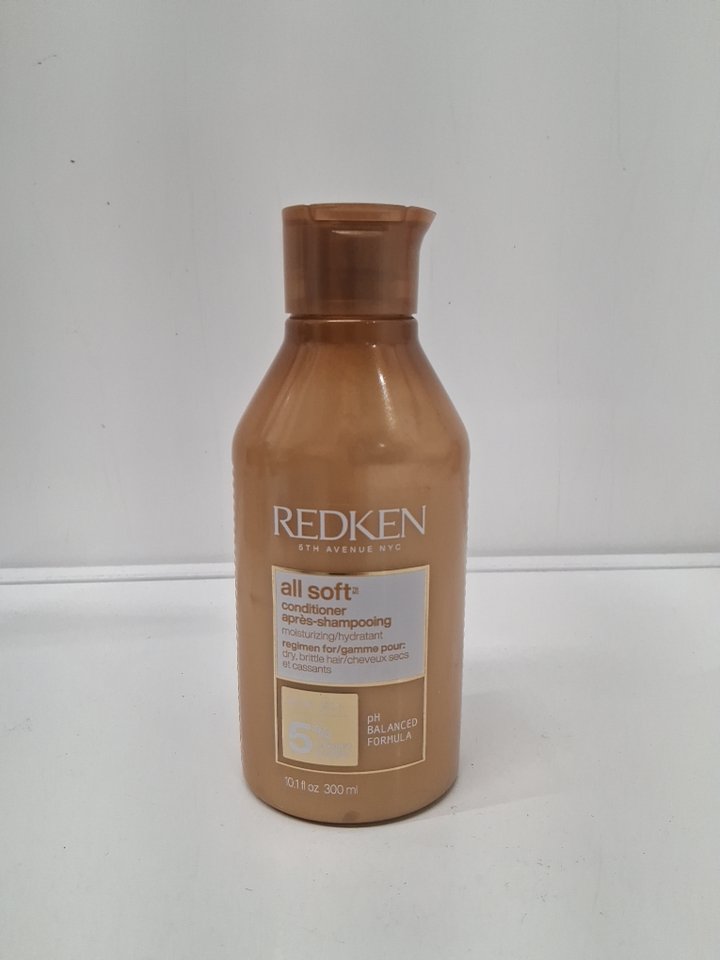 REDKEN
5TH AVENUE NYC
all soft™
conditioner
après-shampooing
moisturizing/hydratant
regimen for/gamme pour:
dry, brittle hair/cheveux secs
et cassants
5
pH
BALANCED
FORMULA
10.1 fl oz 300 ml